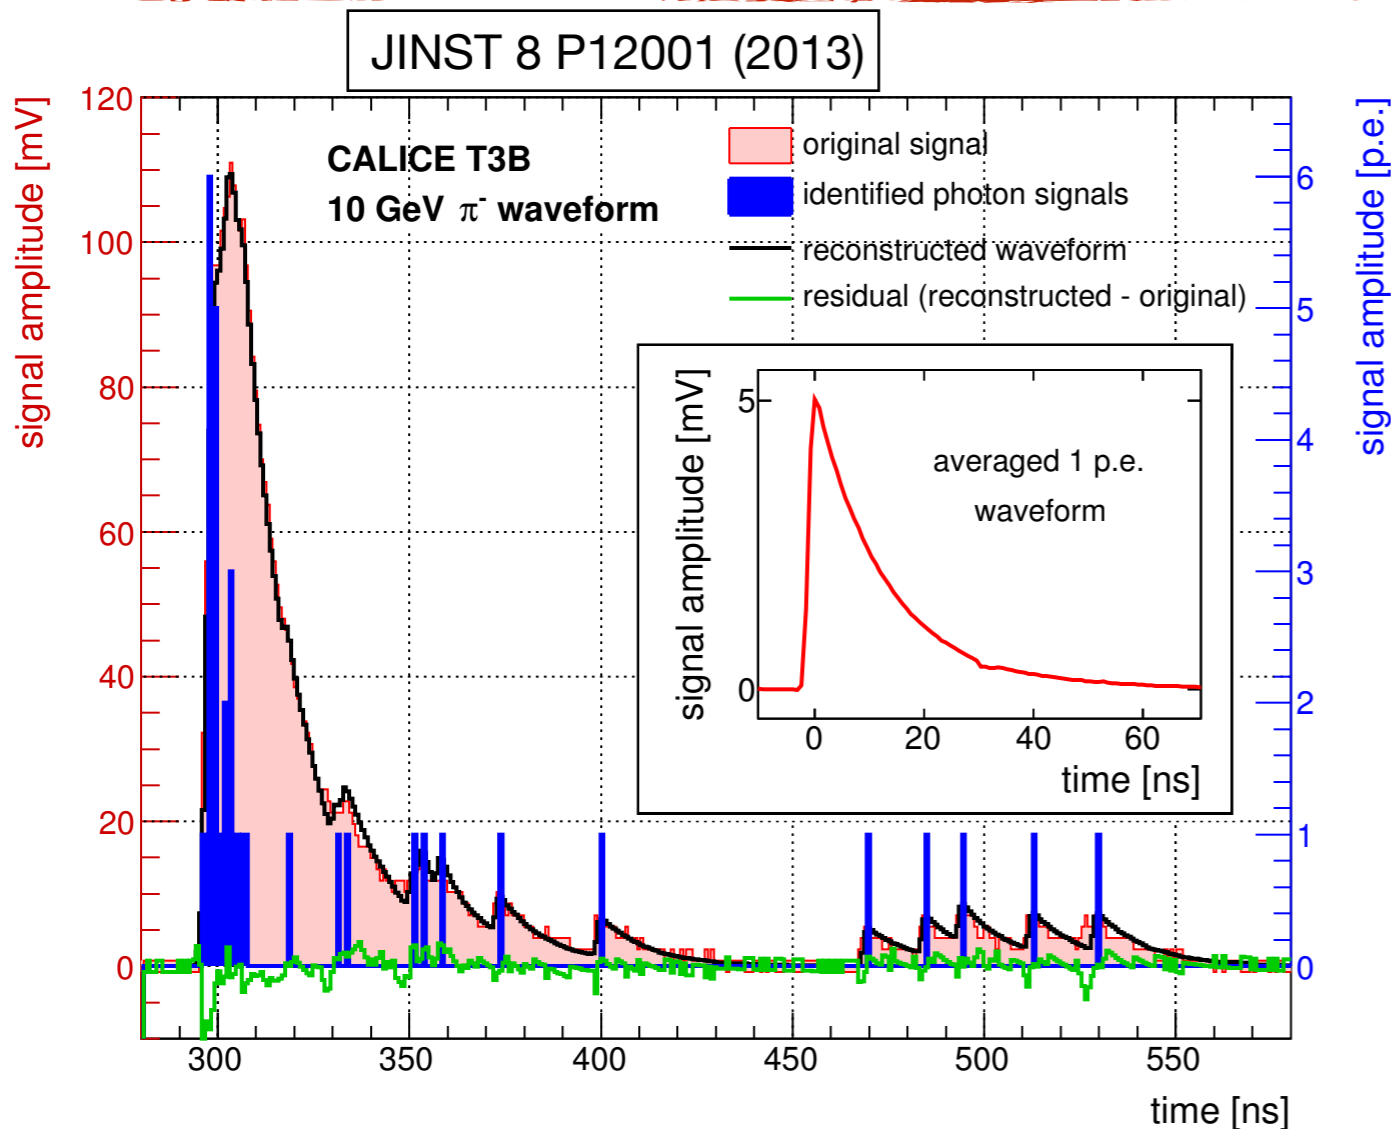 JINST 8 P12001 (2013)
signal amplitude [mV]
120
100
80
60
40
20
0
CALICE T3B
10 GeV π- waveform
original signal
identified photon signals
reconstructed waveform
residual (reconstructed - original)
signal amplitude [p.e.]
6
5
4
3
2
1
0
signal amplitude [mV]
5
0
averaged 1 p.e.
waveform
0 20 40 60
time [ns]
300 350 400 450 500 550
time [ns]